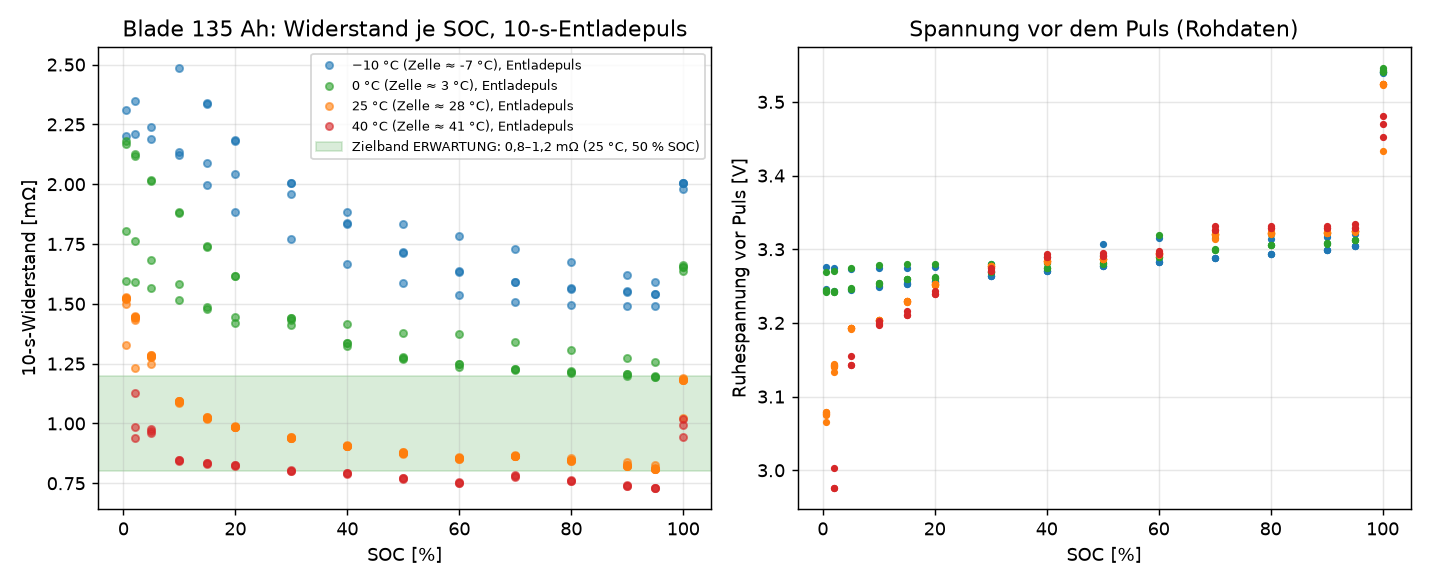 Blade 135 Ah: Widerstand je SOC, 10-s-Entladepuls
2.50
2.25
2.00
1.75
1.50
1.25
1.00
0.75
10-s-Widerstand [mΩ]
−10 °C (Zelle ≈ -7 °C), Entladepuls
0 °C (Zelle ≈ 3 °C), Entladepuls
25 °C (Zelle ≈ 28 °C), Entladepuls
40 °C (Zelle ≈ 41 °C), Entladepuls
Zielband ERWARTUNG: 0,8–1,2 mΩ (25 °C, 50 % SOC)
0 20 40 60 80 100
SOC [%]
Spannung vor dem Puls (Rohdaten)
3.5
3.4
3.3
3.2
3.1
3.0
Ruhespannung vor Puls [V]
0 20 40 60 80 100
SOC [%]